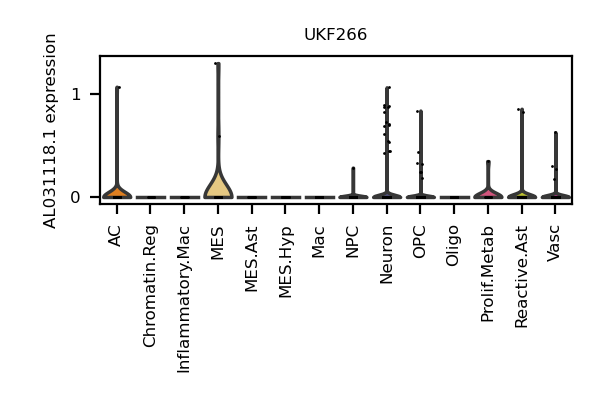 UKF266
AL031118.1 expression
1
0
AC
Chromatin.Reg
Inflammatory.Mac
MES
MES.Ast
MES.Hyp
Mac
NPC
Neuron
OPC
Oligo
Prolif.Metab
Reactive.Ast
Vasc